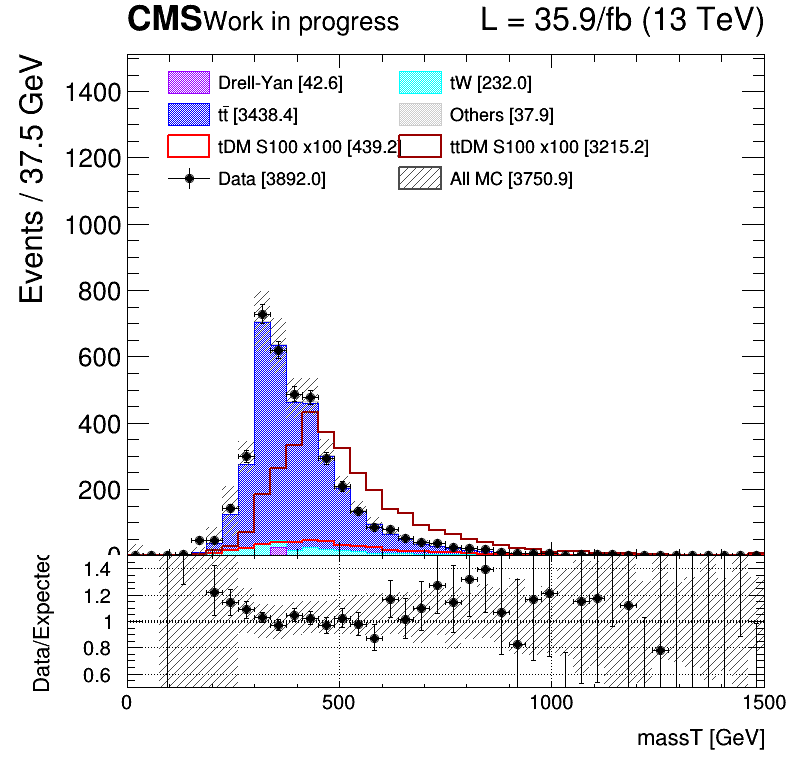 CMS Work in progress L = 35.9/fb (13 TeV)
Events / 37.5 GeV
1400
1200
1000
800
600
400
200
0
Drell-Yan [42.6] tW [232.0]
tt̄ [3438.4] Others [37.9]
tDM S100 x100 [439.2] ttDM S100 x100 [3215.2]
Data [3892.0] All MC [3750.9]
Data/Expected
1.4
1.2
1
0.8
0.6
0 500 1000 1500
massT [GeV]